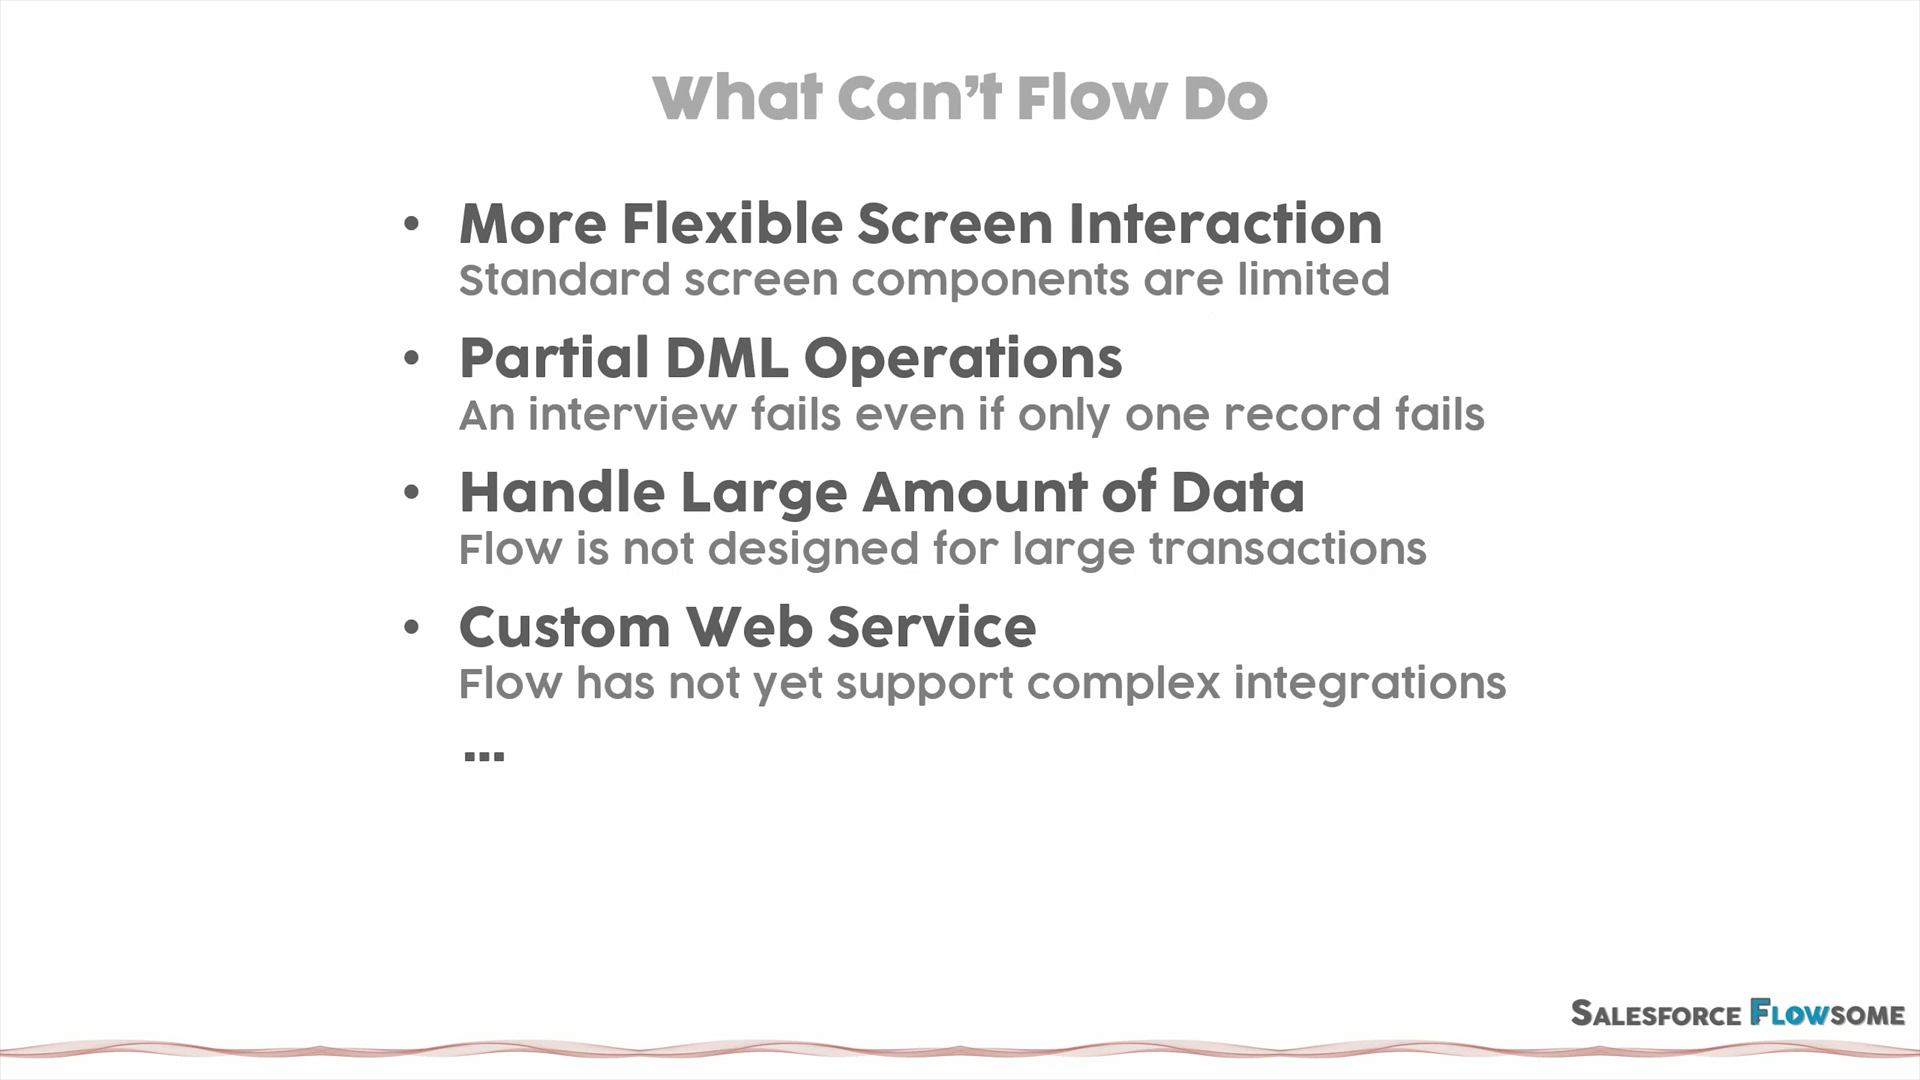 What Can't Flow Do
• More Flexible Screen Interaction
Standard screen components are limited
• Partial DML Operations
An interview fails even if only one record fails
• Handle Large Amount of Data
Flow is not designed for large transactions
• Custom Web Service
Flow has not yet support complex integrations
...
SALESFORCE FLOWSOME